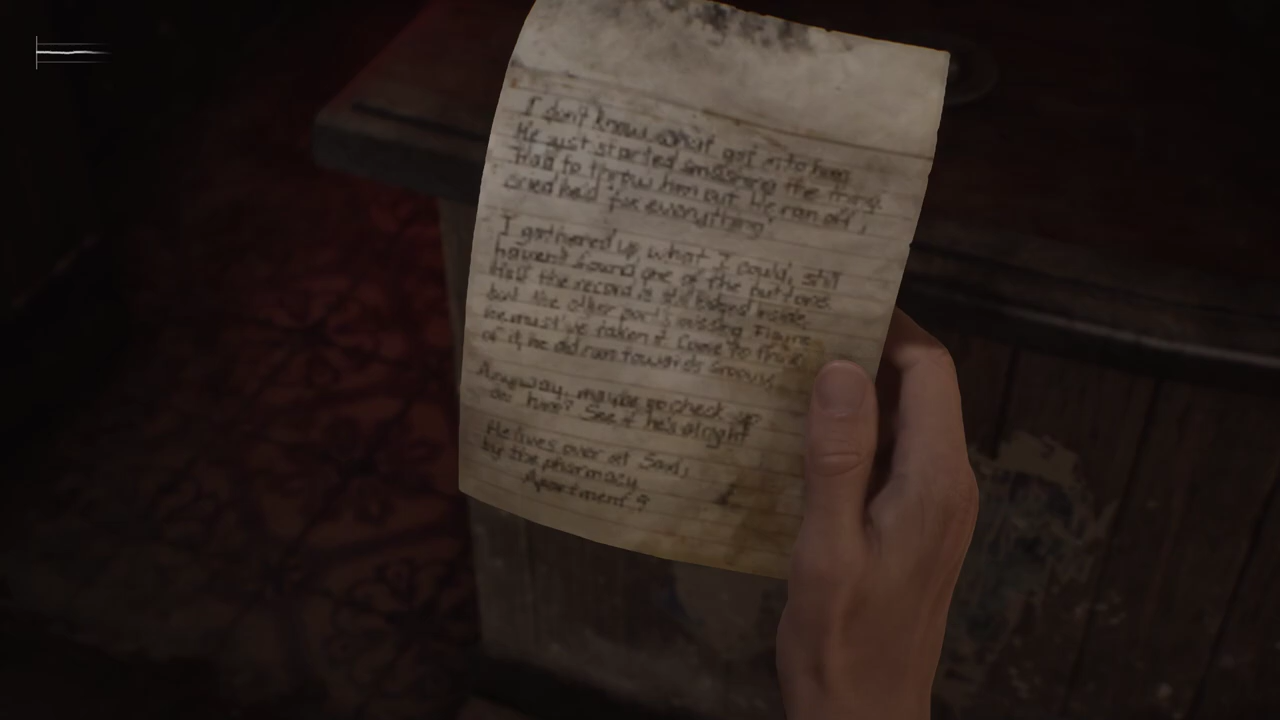 I don't know what got into him
He just started smashing the thing.
Had to throw him out. He ran off,
cried he'd "fix everything".
I gathered up what I could, still
haven't found one of the buttons.
Half the record is still lodged inside,
but the other part's missing. Figure
he must've taken it. Come to think
of it, he did run towards Groovy
Anyway, maybe go check up
on him? See if he's alright
He lives over at Saul,
by the pharmacy
Apartment 9